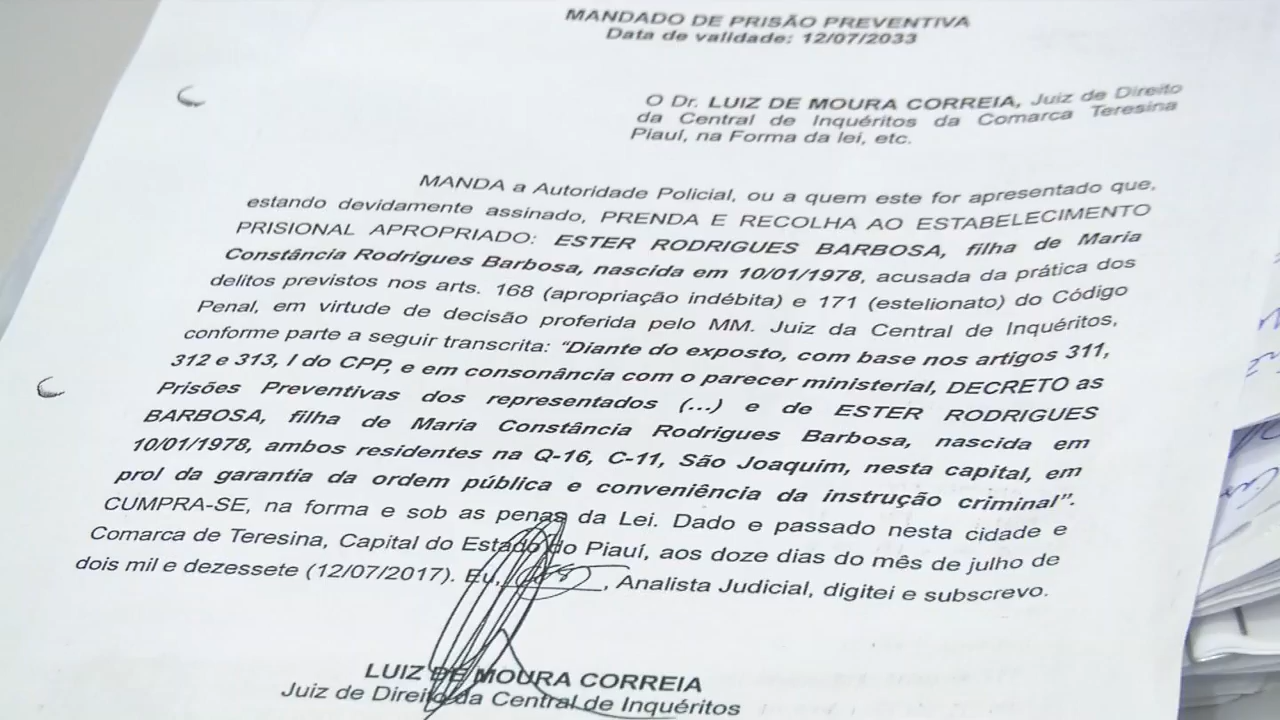 MANDADO DE PRISÃO PREVENTIVA
Data de validade: 12/07/2033
O Dr. LUIZ DE MOURA CORREIA, Juiz de Direito
da Central de Inquéritos da Comarca Teresina
Piauí, na Forma da lei, etc.
MANDA a Autoridade Policial, ou a quem este for apresentado que,
estando devidamente assinado, PRENDA E RECOLHA AO ESTABELECIMENTO
PRISIONAL APROPRIADO: ESTER RODRIGUES BARBOSA, filha de Maria
Constância Rodrigues Barbosa, nascida em 10/01/1978, acusada da prática dos
delitos previstos nos arts. 168 (apropriação indébita) e 171 (estelionato) do Código
Penal, em virtude de decisão proferida pelo MM. Juiz da Central de Inquéritos,
conforme parte a seguir transcrita: “Diante do exposto, com base nos artigos 311,
312 e 313, I do CPP, e em consonância com o parecer ministerial, DECRETO as
Prisões Preventivas dos representados (...) e de ESTER RODRIGUES
BARBOSA, filha de Maria Constância Rodrigues Barbosa, nascida em
10/01/1978, ambos residentes na Q-16, C-11, São Joaquim, nesta capital, em
prol da garantia da ordem pública e conveniência da instrução criminal”.
CUMPRA-SE, na forma e sob as penas da Lei. Dado e passado nesta cidade e
Comarca de Teresina, Capital do Estado do Piauí, aos doze dias do mês de julho de
dois mil e dezessete (12/07/2017). Eu, , Analista Judicial, digitei e subscrevo.
LUIZ DE MOURA CORREIA
Juiz de Direito da Central de Inquéritos